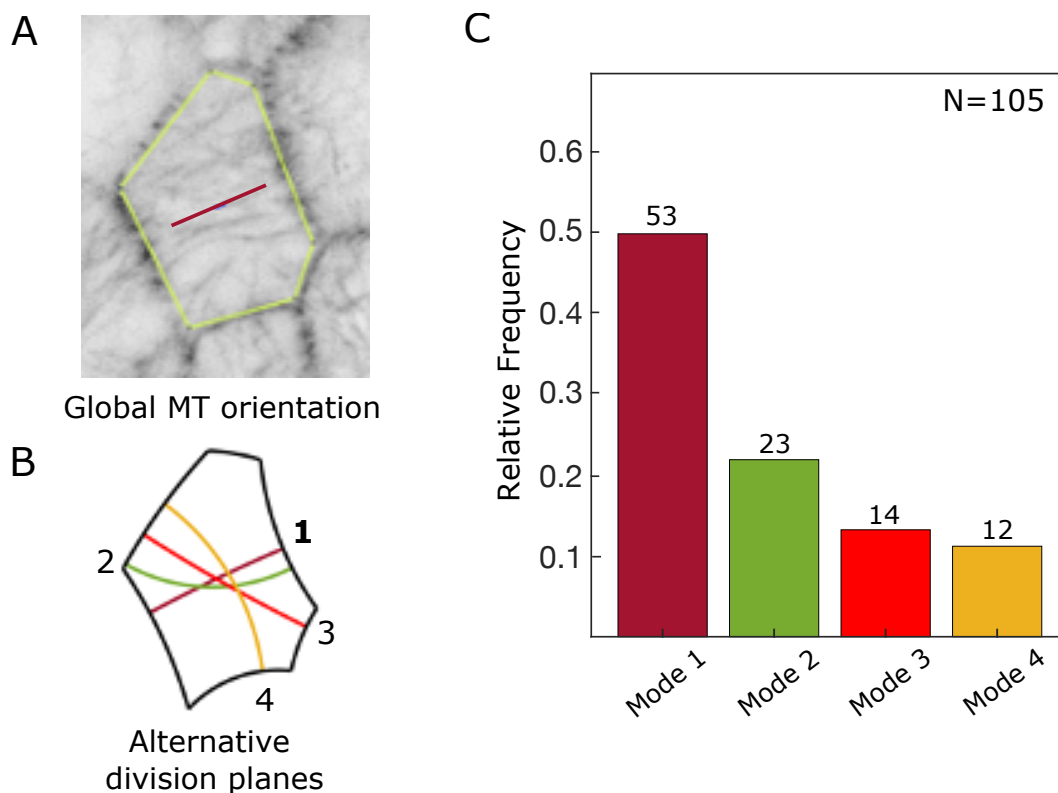 A
Global MT orientation
B
1
2
3
4
Alternative
division planes
C
N=105
Relative Frequency
0.6
0.5
0.4
0.3
0.2
0.1
53
23
14
12
Mode 1
Mode 2
Mode 3
Mode 4